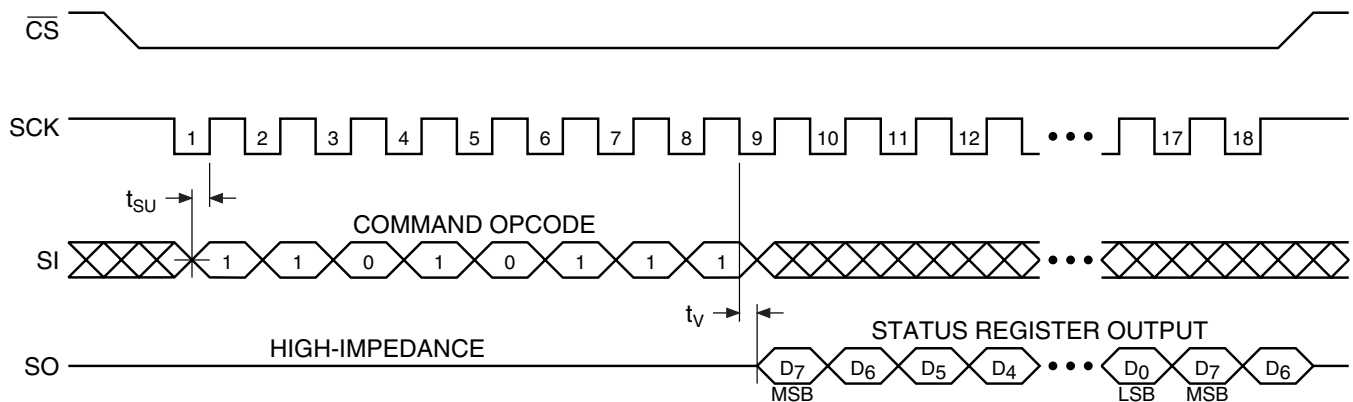 CS
SCK 1 2 3 4 5 6 7 8 9 10 11 12 17 18
tSU
COMMAND OPCODE
SI 1 1 0 1 0 1 1 1
tV
STATUS REGISTER OUTPUT
HIGH-IMPEDANCE
SO D7 D6 D5 D4 D0 D7 D6
MSB LSB MSB